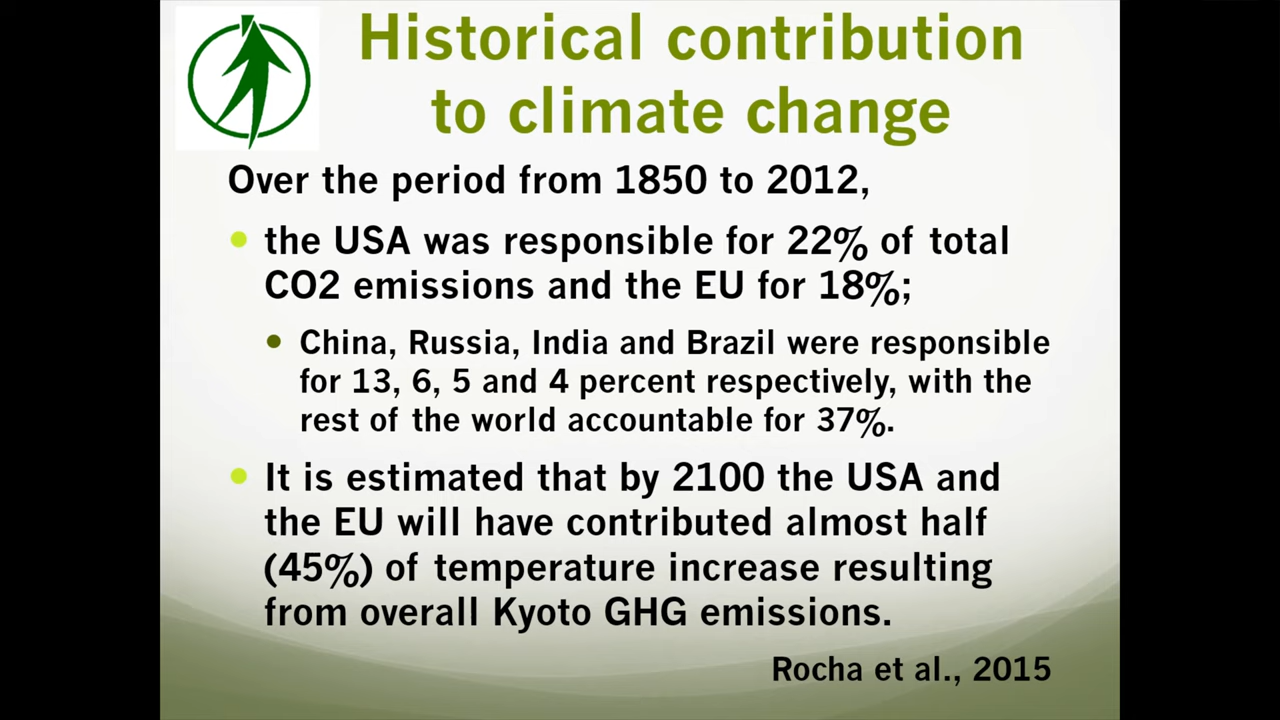 Historical contribution
to climate change
Over the period from 1850 to 2012,
the USA was responsible for 22% of total
CO2 emissions and the EU for 18%;
China, Russia, India and Brazil were responsible
for 13, 6, 5 and 4 percent respectively, with the
rest of the world accountable for 37%.
It is estimated that by 2100 the USA and
the EU will have contributed almost half
(45%) of temperature increase resulting
from overall Kyoto GHG emissions.
Rocha et al., 2015